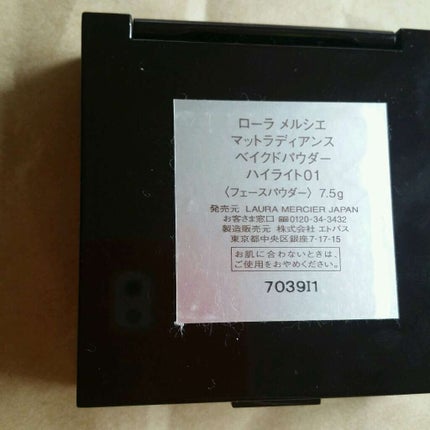 ローラ メルシエ
マットラディアンス
ベイクドパウダー
ハイライト01
〈フェースパウダー〉 7.5g
発売元 LAURA MERCIER JAPAN
お客さま窓口 0120-34-3432
製造販売元 株式会社 エトバス
東京都中央区銀座7-17-15
お肌に合わないときは、
ご使用をおやめください。
7039I1